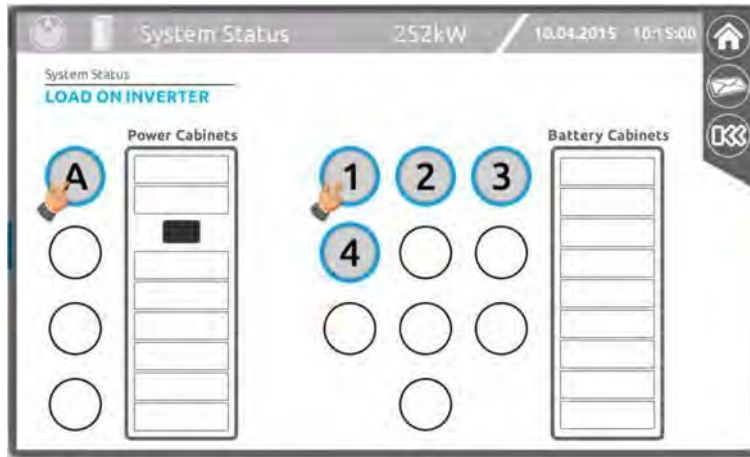 System Status 252kW 10.04.2015 10:15:00
System Status
LOAD ON INVERTER
Power Cabinets Battery Cabinets
A 1 2 3
4